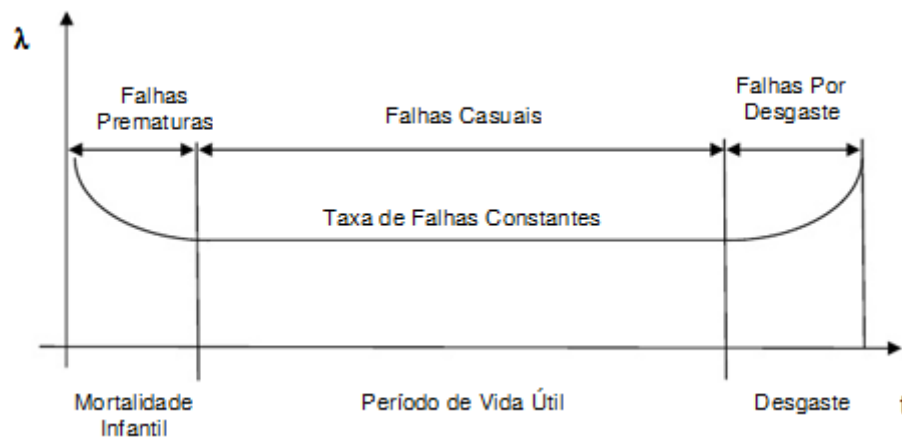 λ
Falhas
Prematuras
Falhas Casuais
Falhas Por
Desgaste
Taxa de Falhas Constantes
Mortalidade
Infantil
Período de Vida Útil
Desgaste